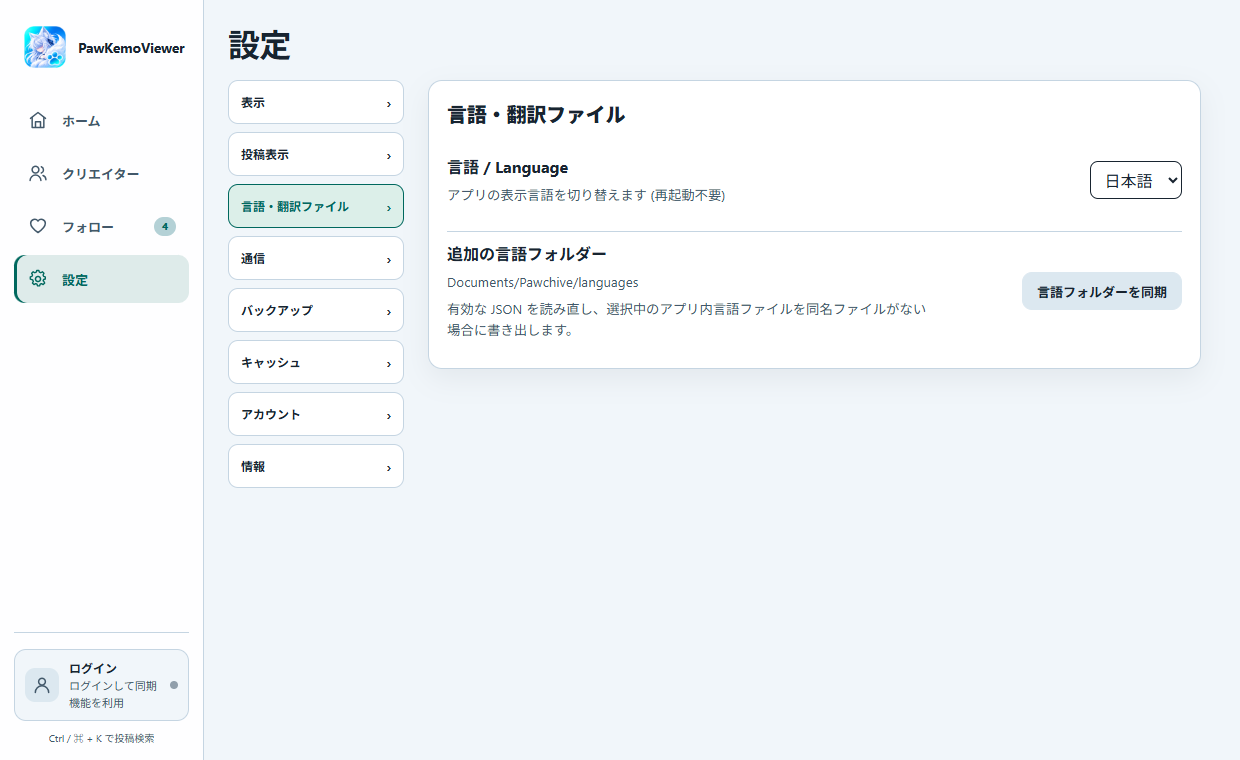 PawKemoViewer
ホーム
クリエイター
フォロー 4
設定
ログイン
ログインして同期
機能を利用
Ctrl / ⌘ + K で投稿検索
設定
表示 ›
投稿表示 ›
言語・翻訳ファイル ›
通信 ›
バックアップ ›
キャッシュ ›
アカウント ›
情報 ›
言語・翻訳ファイル
言語 / Language
アプリの表示言語を切り替えます (再起動不要)
日本語
追加の言語フォルダー
Documents/Pawchive/languages
有効な JSON を読み直し、選択中のアプリ内言語ファイルを同名ファイルがない
場合に書き出します。
言語フォルダーを同期